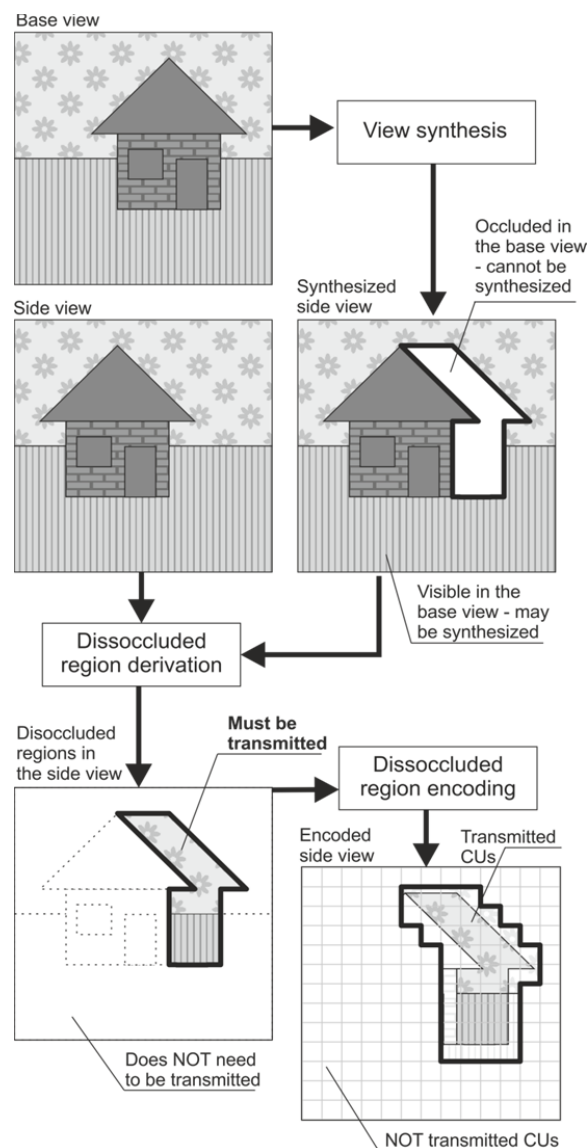 Base view
View synthesis
Occluded in
the base view
- cannot be
synthesized
Side view
Synthesized
side view
Visible in the
base view - may
be synthesized
Dissoccluded
region derivation
Disoccluded
regions in
the side view
Must be
transmitted
Dissoccluded
region encoding
Encoded
side view
Transmitted
CUs
Does NOT need
to be transmitted
NOT transmitted CUs